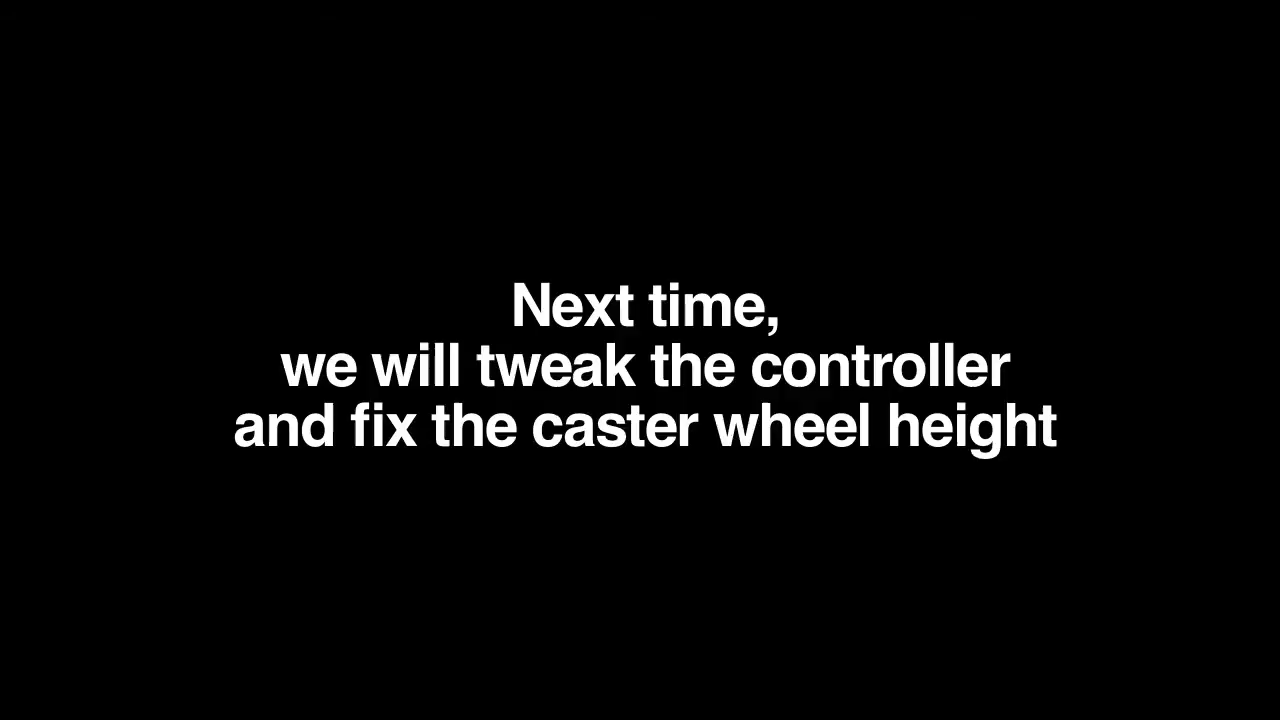 Next time,
we will tweak the controller
and fix the caster wheel height